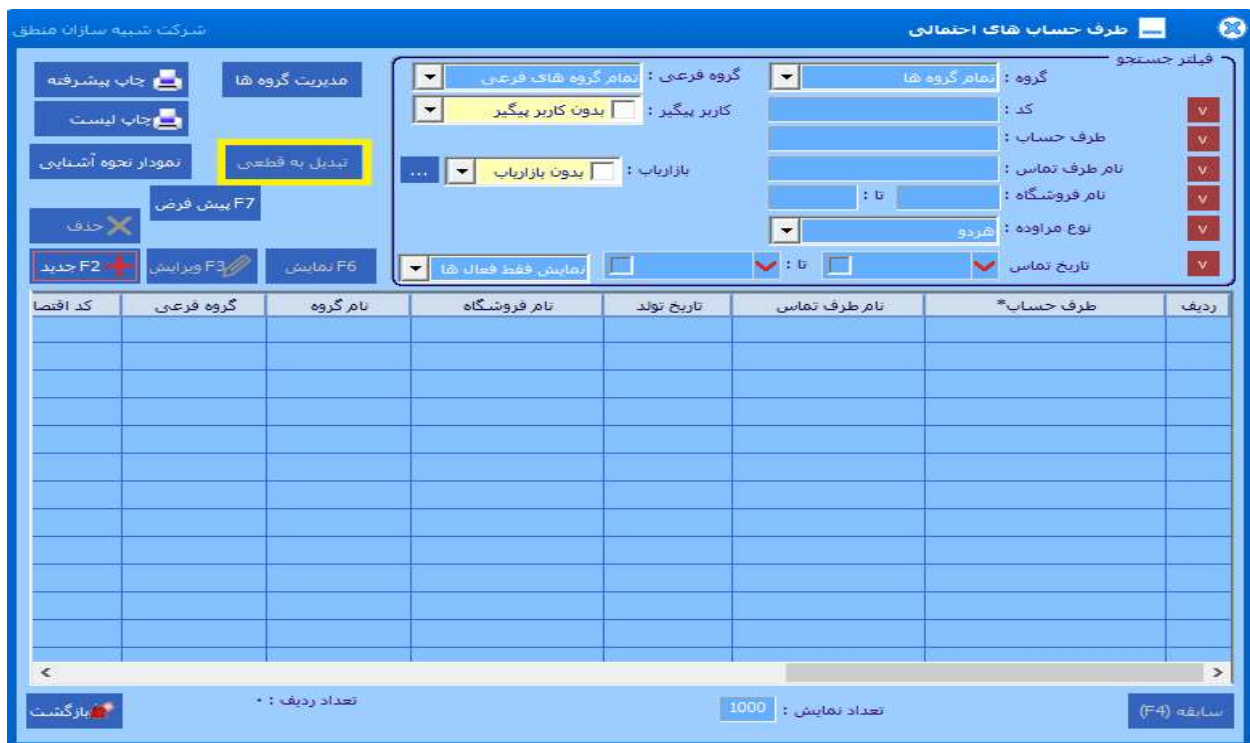 طرف حساب های احتمالی
شرکت شبیه سازان منطق
فیلتر جستجو
گروه : تمام گروه ها
گروه فرعی : تمام گروه های فرعی
مدیریت گروه ها
چاپ پیشرفته
v کد :
کاربر پیگیر : بدون کاربر پیگیر
چاپ لیست
v طرف حساب :
v نام طرف تماس :
بازاریاب : بدون بازاریاب ...
تبدیل به قطعی
نمودار نحوه آشنایی
v نام فروشگاه : تا :
F7 پیش فرض
حذف
v نوع مراوده : هردو
v تاریخ تماس تا :
نمایش فقط فعال ها
F6 نمایش
F3 ویرایش
F2 جدید
ردیف طرف حساب* نام طرف تماس تاریخ تولد نام فروشگاه نام گروه گروه فرعی کد اقتصا
سابقه (F4)
تعداد نمایش : 1000
تعداد ردیف : ۰
بازگشت